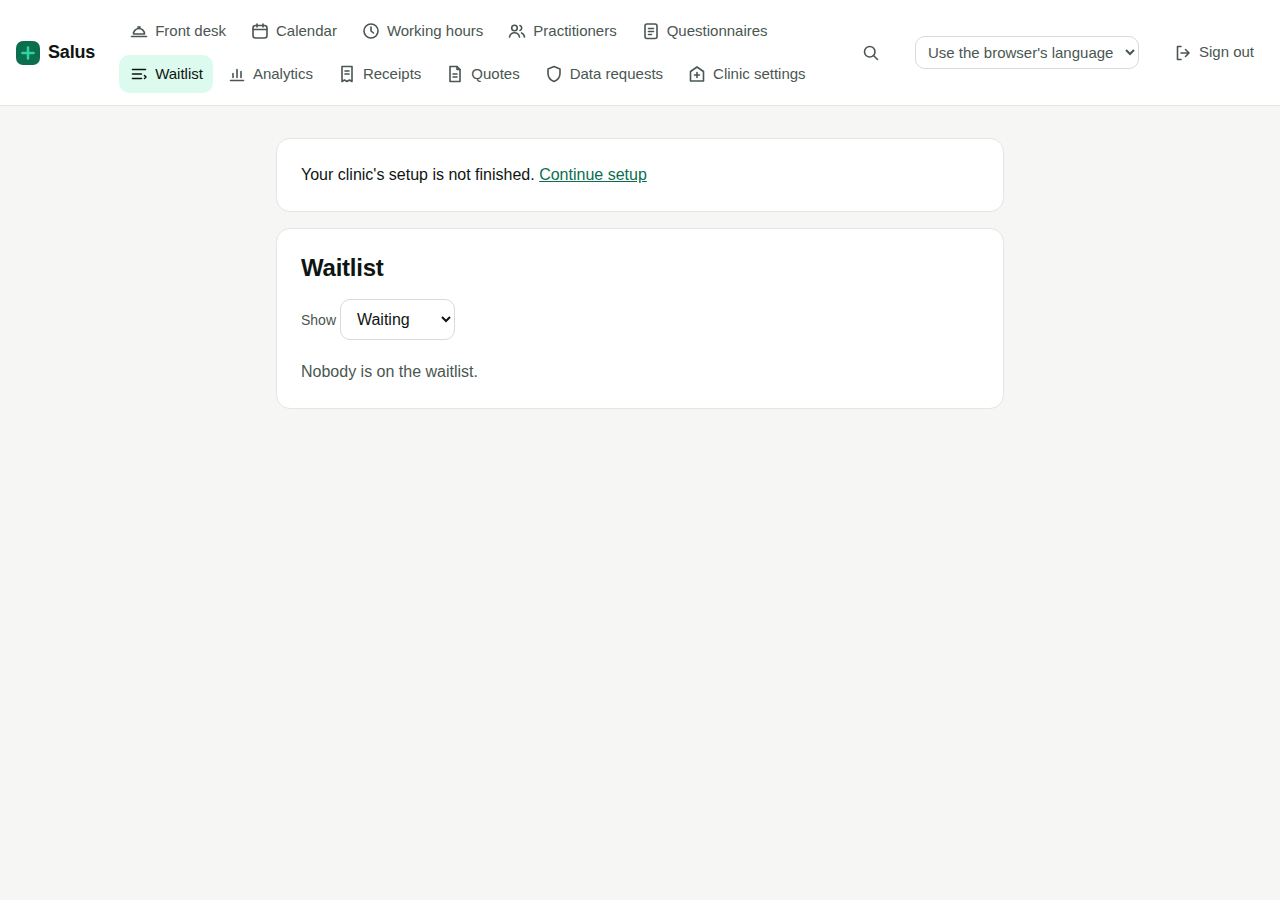 Salus
Front desk
Calendar
Working hours
Practitioners
Questionnaires
Waitlist
Analytics
Receipts
Quotes
Data requests
Clinic settings
Use the browser's language
Sign out
Your clinic's setup is not finished. Continue setup
Waitlist
Show Waiting
Nobody is on the waitlist.